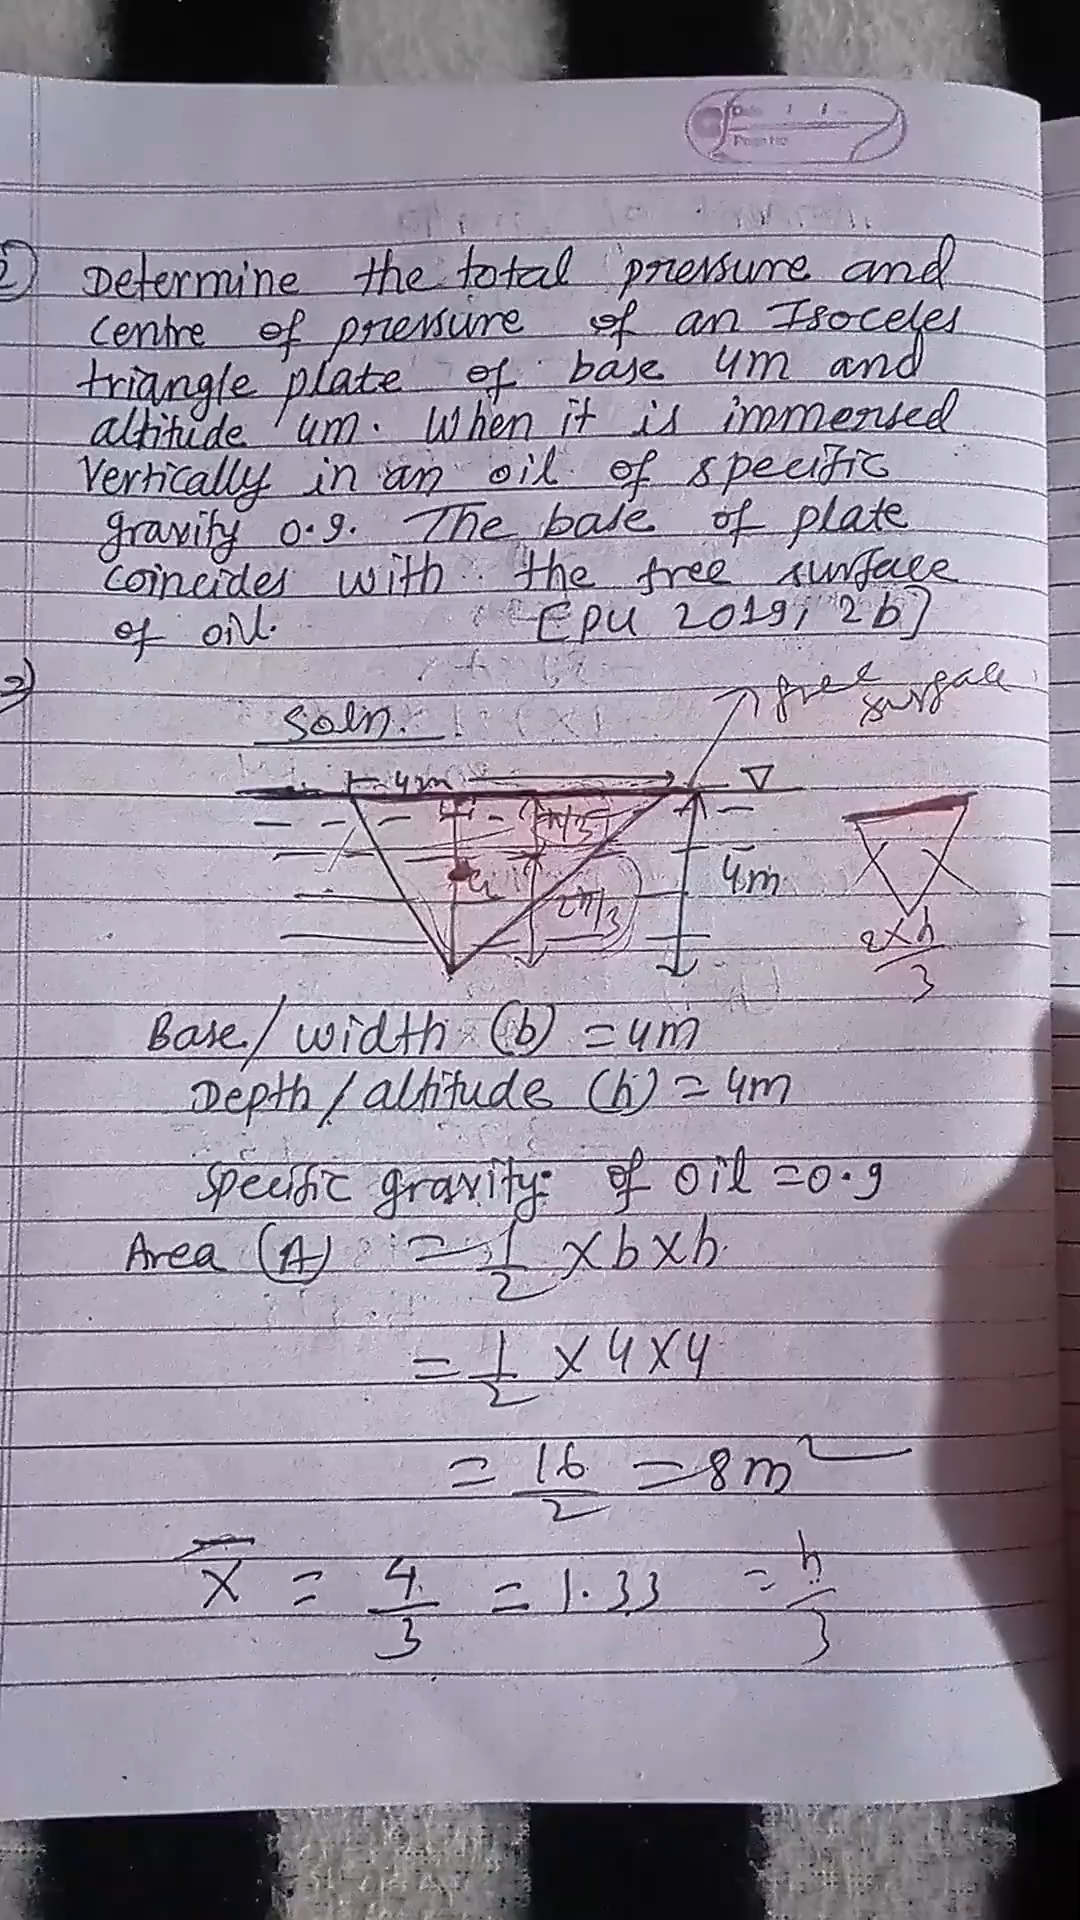 Date / /
Page No
2) Determine the total pressure and
centre of pressure of an Isoceles
triangle plate of base 4m and
altitude 4m. When it is immersed
vertically in an oil of specific
gravity 0.9. The base of plate
coincides with the free surface
of oil. [PU 2019, 2b]
free
surface
Soln.
4m
h/3
4m
G
2h/3
2×h
3
Base/width (b) = 4m
Depth/altitude (h) = 4m
Specific gravity of oil = 0.9
Area (A) = 1/2 × b × h
= 1/2 × 4 × 4
= 16/2 = 8m²
x̄ = 4/3 = 1.33 = h/3